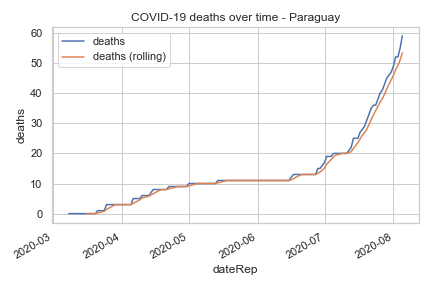 COVID-19 deaths over time - Paraguay
deaths
deaths (rolling)
deaths
60
50
40
30
20
10
0
2020-03
2020-04
2020-05
2020-06
2020-07
2020-08
dateRep